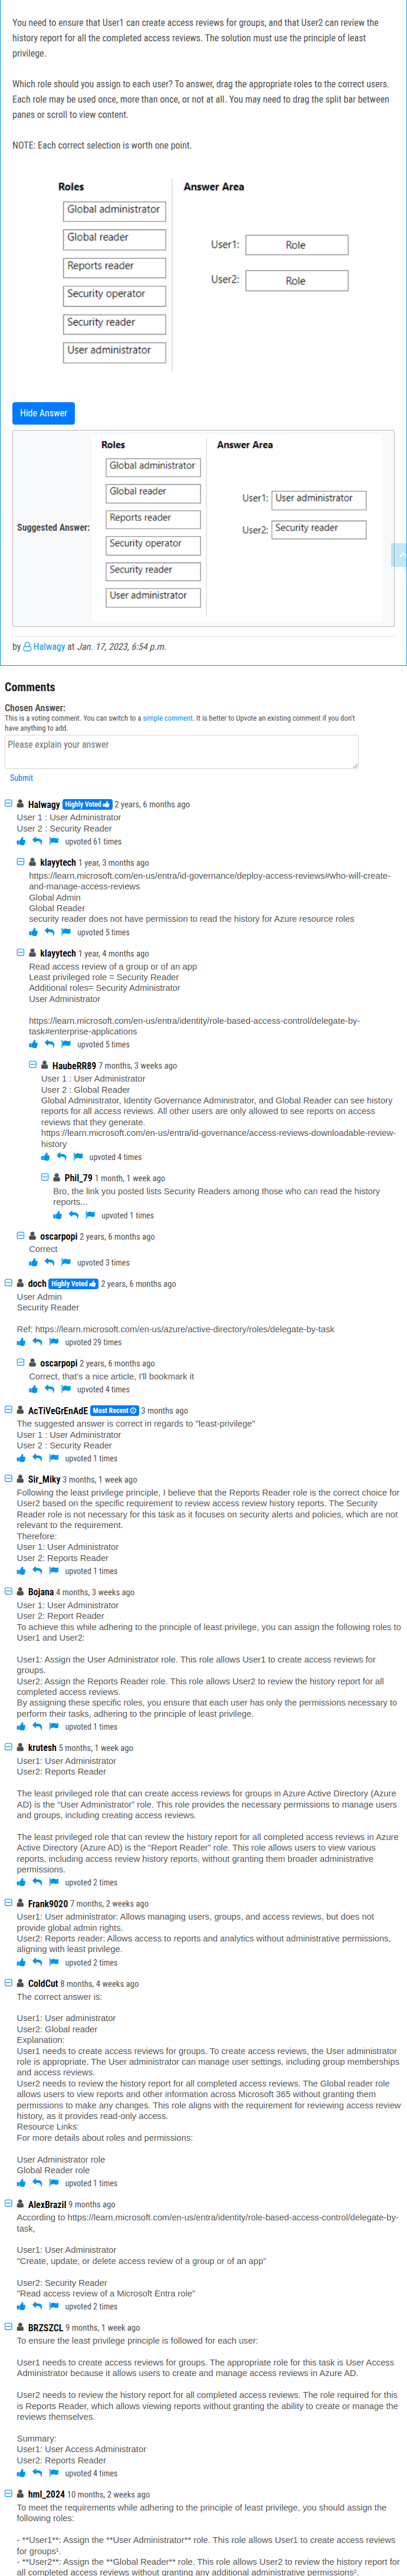 You need to ensure that User1 can create access reviews for groups, and that User2 can review the
history report for all the completed access reviews. The solution must use the principle of least
privilege.
Which role should you assign to each user? To answer, drag the appropriate roles to the correct users.
Each role may be used once, more than once, or not at all. You may need to drag the split bar between
panes or scroll to view content.
NOTE: Each correct selection is worth one point.
Roles
Answer Area
Global administrator
Global reader
User1: Role
Reports reader
User2: Role
Security operator
Security reader
User administrator
Hide Answer
Roles
Answer Area
Global administrator
Global reader
User1: User administrator
Reports reader
Suggested Answer:
User2: Security reader
Security operator
Security reader
User administrator
by Halwagy at Jan. 17, 2023, 6:54 p.m.
Comments
Chosen Answer:
This is a voting comment. You can switch to a simple comment. It is better to Upvote an existing comment if you don't
have anything to add.
Please explain your answer
Submit
Halwagy Highly Voted 2 years, 6 months ago
User 1 : User Administrator
User 2 : Security Reader
upvoted 61 times
klayytech 1 year, 3 months ago
https://learn.microsoft.com/en-us/entra/id-governance/deploy-access-reviews#who-will-create-
and-manage-access-reviews
Global Admin
Global Reader
security reader does not have permission to read the history for Azure resource roles
upvoted 5 times
klayytech 1 year, 4 months ago
Read access review of a group or of an app
Least privileged role = Security Reader
Additional roles= Security Administrator
User Administrator
https://learn.microsoft.com/en-us/entra/identity/role-based-access-control/delegate-by-
task#enterprise-applications
upvoted 5 times
HaubeRR89 7 months, 3 weeks ago
User 1 : User Administrator
User 2 : Global Reader
Global Administrator, Identity Governance Administrator, and Global Reader can see history
reports for all access reviews. All other users are only allowed to see reports on access
reviews that they generate.
https://learn.microsoft.com/en-us/entra/id-governance/access-reviews-downloadable-review-
history
upvoted 4 times
Phil_79 1 month, 1 week ago
Bro, the link you posted lists Security Readers among those who can read the history
reports...
upvoted 1 times
oscarpopi 2 years, 6 months ago
Correct
upvoted 3 times
doch Highly Voted 2 years, 6 months ago
User Admin
Security Reader
Ref: https://learn.microsoft.com/en-us/azure/active-directory/roles/delegate-by-task
upvoted 29 times
oscarpopi 2 years, 6 months ago
Correct, that's a nice article, I'll bookmark it
upvoted 4 times
AcTiVeGrEnAdE Most Recent 3 months ago
The suggested answer is correct in regards to "least-privilege"
User 1 : User Administrator
User 2 : Security Reader
upvoted 1 times
Sir_Miky 3 months, 1 week ago
Following the least privilege principle, I believe that the Reports Reader role is the correct choice for
User2 based on the specific requirement to review access review history reports. The Security
Reader role is not necessary for this task as it focuses on security alerts and policies, which are not
relevant to the requirement.
Therefore:
User 1: User Administrator
User 2: Reports Reader
upvoted 1 times
Bojana 4 months, 3 weeks ago
User 1: User Administrator
User 2: Report Reader
To achieve this while adhering to the principle of least privilege, you can assign the following roles to
User1 and User2:
User1: Assign the User Administrator role. This role allows User1 to create access reviews for
groups.
User2: Assign the Reports Reader role. This role allows User2 to review the history report for all
completed access reviews.
By assigning these specific roles, you ensure that each user has only the permissions necessary to
perform their tasks, adhering to the principle of least privilege.
upvoted 1 times
krutesh 5 months, 1 week ago
User1: User Administrator
User2: Reports Reader
The least privileged role that can create access reviews for groups in Azure Active Directory (Azure
AD) is the “User Administrator” role. This role provides the necessary permissions to manage users
and groups, including creating access reviews.
The least privileged role that can review the history report for all completed access reviews in Azure
Active Directory (Azure AD) is the “Report Reader” role. This role allows users to view various
reports, including access review history reports, without granting them broader administrative
permissions.
upvoted 2 times
Frank9020 7 months, 2 weeks ago
User1: User administrator: Allows managing users, groups, and access reviews, but does not
provide global admin rights.
User2: Reports reader: Allows access to reports and analytics without administrative permissions,
aligning with least privilege.
upvoted 2 times
ColdCut 8 months, 4 weeks ago
The correct answer is:
User1: User administrator
User2: Global reader
Explanation:
User1 needs to create access reviews for groups. To create access reviews, the User administrator
role is appropriate. The User administrator can manage user settings, including group memberships
and access reviews.
User2 needs to review the history report for all completed access reviews. The Global reader role
allows users to view reports and other information across Microsoft 365 without granting them
permissions to make any changes. This role aligns with the requirement for reviewing access review
history, as it provides read-only access.
Resource Links:
For more details about roles and permissions:
User Administrator role
Global Reader role
upvoted 1 times
AlexBrazil 9 months ago
According to https://learn.microsoft.com/en-us/entra/identity/role-based-access-control/delegate-by-
task,
User1: User Administrator
"Create, update, or delete access review of a group or of an app"
User2: Security Reader
"Read access review of a Microsoft Entra role"
upvoted 2 times
BRZSZCL 9 months, 1 week ago
To ensure the least privilege principle is followed for each user:
User1 needs to create access reviews for groups. The appropriate role for this task is User Access
Administrator because it allows users to create and manage access reviews in Azure AD.
User2 needs to review the history report for all completed access reviews. The role required for this
is Reports Reader, which allows viewing reports without granting the ability to create or manage the
reviews themselves.
Summary:
User1: User Access Administrator
User2: Reports Reader
upvoted 4 times
hml_2024 10 months, 2 weeks ago
To meet the requirements while adhering to the principle of least privilege, you should assign the
following roles:
- **User1**: Assign the **User Administrator** role. This role allows User1 to create access reviews
for groups¹.
- **User2**: Assign the **Global Reader** role. This role allows User2 to review the history report for
all completed access reviews without granting any additional administrative permissions².